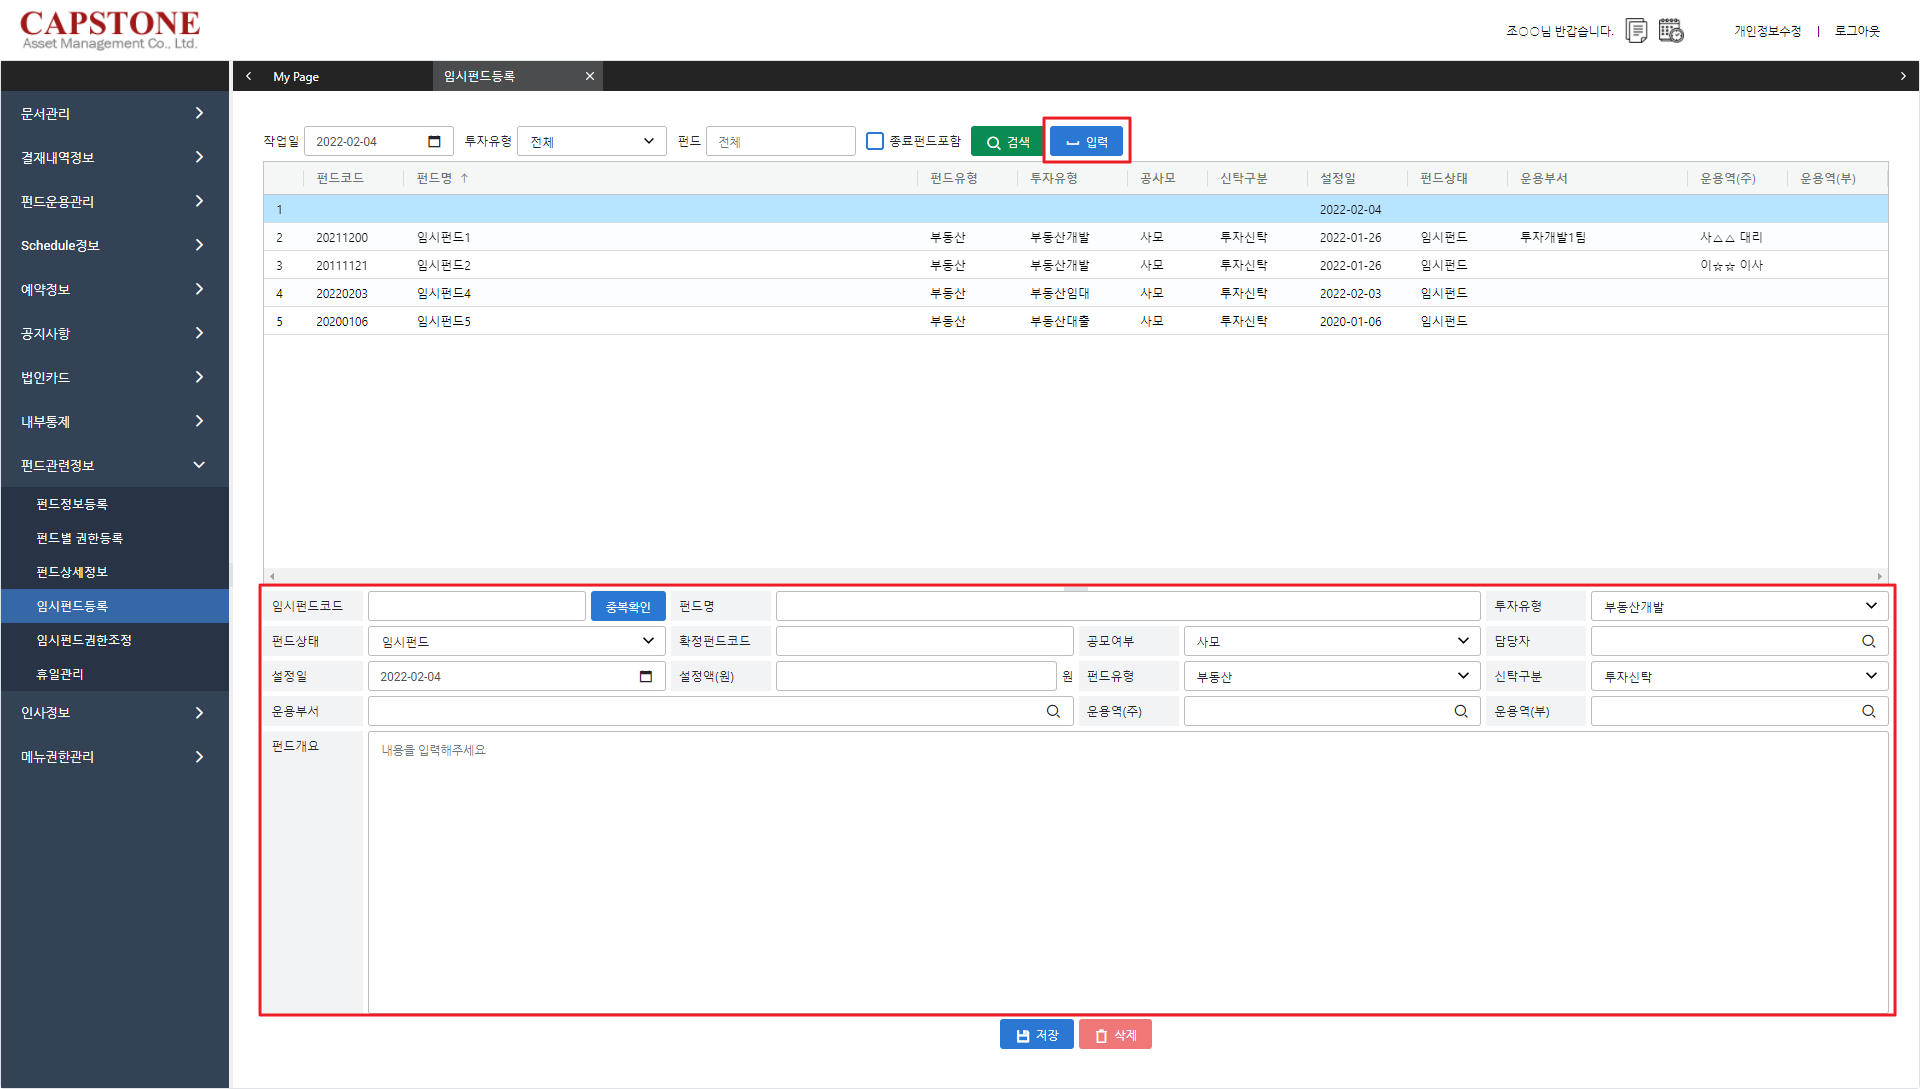 CAPSTONE
Asset Management Co., Ltd.
조○○님 반갑습니다.
개인정보수정 | 로그아웃
My Page
임시펀드등록
문서관리
결재내역정보
펀드운용관리
Schedule정보
예약정보
공지사항
법인카드
내부통제
펀드관련정보
펀드정보등록
펀드별 권한등록
펀드상세정보
임시펀드등록
임시펀드권한조정
휴일관리
인사정보
메뉴권한관리
작업일 2022-02-04 투자유형 전체 펀드 전체 종료펀드포함 검색 입력
펀드코드 펀드명 ↑ 펀드유형 투자유형 공사모 신탁구분 설정일 펀드상태 운용부서 운용역(주) 운용역(부)
1 2022-02-04
2 20211200 임시펀드1 부동산 부동산개발 사모 투자신탁 2022-01-26 임시펀드 투자개발1팀 사△△ 대리
3 20111121 임시펀드2 부동산 부동산개발 사모 투자신탁 2022-01-26 임시펀드 이☆☆ 이사
4 20220203 임시펀드4 부동산 부동산임대 사모 투자신탁 2022-02-03 임시펀드
5 20200106 임시펀드5 부동산 부동산대출 사모 투자신탁 2020-01-06 임시펀드
임시펀드코드 중복확인 펀드명 투자유형 부동산개발
펀드상태 임시펀드 확정펀드코드 공모여부 사모 담당자
설정일 2022-02-04 설정액(원) 원 펀드유형 부동산 신탁구분 투자신탁
운용부서 운용역(주) 운용역(부)
펀드개요 내용을 입력해주세요
저장 삭제